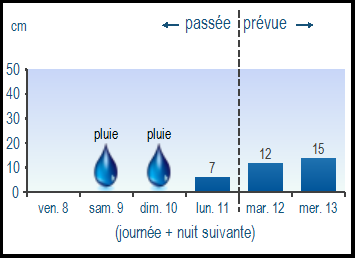 ← passée prévue →
cm
50
40
30
20
10
0
pluie pluie
7 12 15
ven. 8 sam. 9 dim. 10 lun. 11 mar. 12 mer. 13
(journée + nuit suivante)